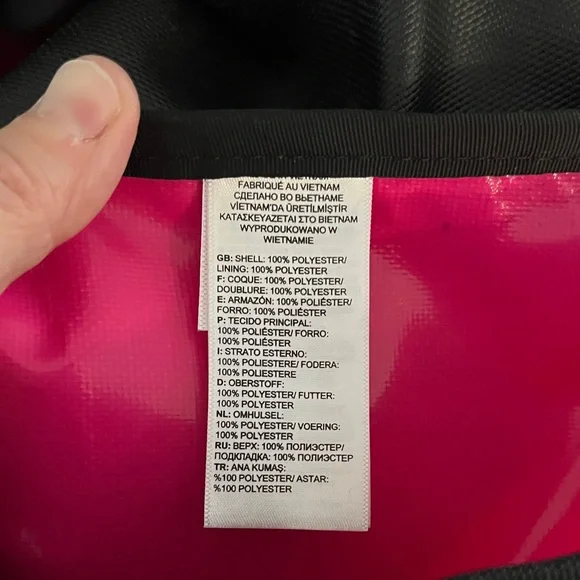 FABRIQUÉ AU VIETNAM
СДЕЛАНО ВО ВЬЕТНАМЕ
VİETNAM'DA ÜRETİLMİŞTİR
ΚΑΤΑΣΚΕΥΑΖΕΤΑΙ ΣΤΟ ΒΙΕΤΝΑΜ
WYPRODUKOWANO W
WIETNAMIE
GB: SHELL: 100% POLYESTER/
LINING: 100% POLYESTER
F: COQUE: 100% POLYESTER/
DOUBLURE: 100% POLYESTER
E: ARMAZÓN: 100% POLIÉSTER/
FORRO: 100% POLIÉSTER
P: TECIDO PRINCIPAL:
100% POLIÉSTER/ FORRO:
100% POLIÉSTER
I: STRATO ESTERNO:
100% POLIESTERE/ FODERA:
100% POLIESTERE
D: OBERSTOFF:
100% POLYESTER/ FUTTER:
100% POLYESTER
NL: OMHULSEL:
100% POLYESTER/ VOERING:
100% POLYESTER
RU: ВЕРХ: 100% ПОЛИЭСТЕР/
ПОДКЛАДКА: 100% ПОЛИЭСТЕР
TR: ANA KUMAŞ:
%100 POLYESTER/ ASTAR:
%100 POLYESTER